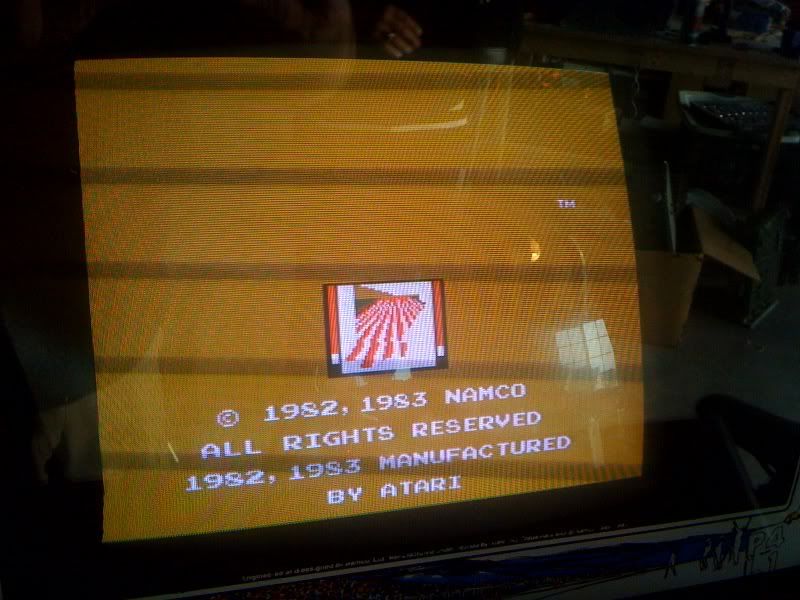 TM
© 1982, 1983 NAMCO
ALL RIGHTS RESERVED
1982, 1983 MANUFACTURED
BY ATARI